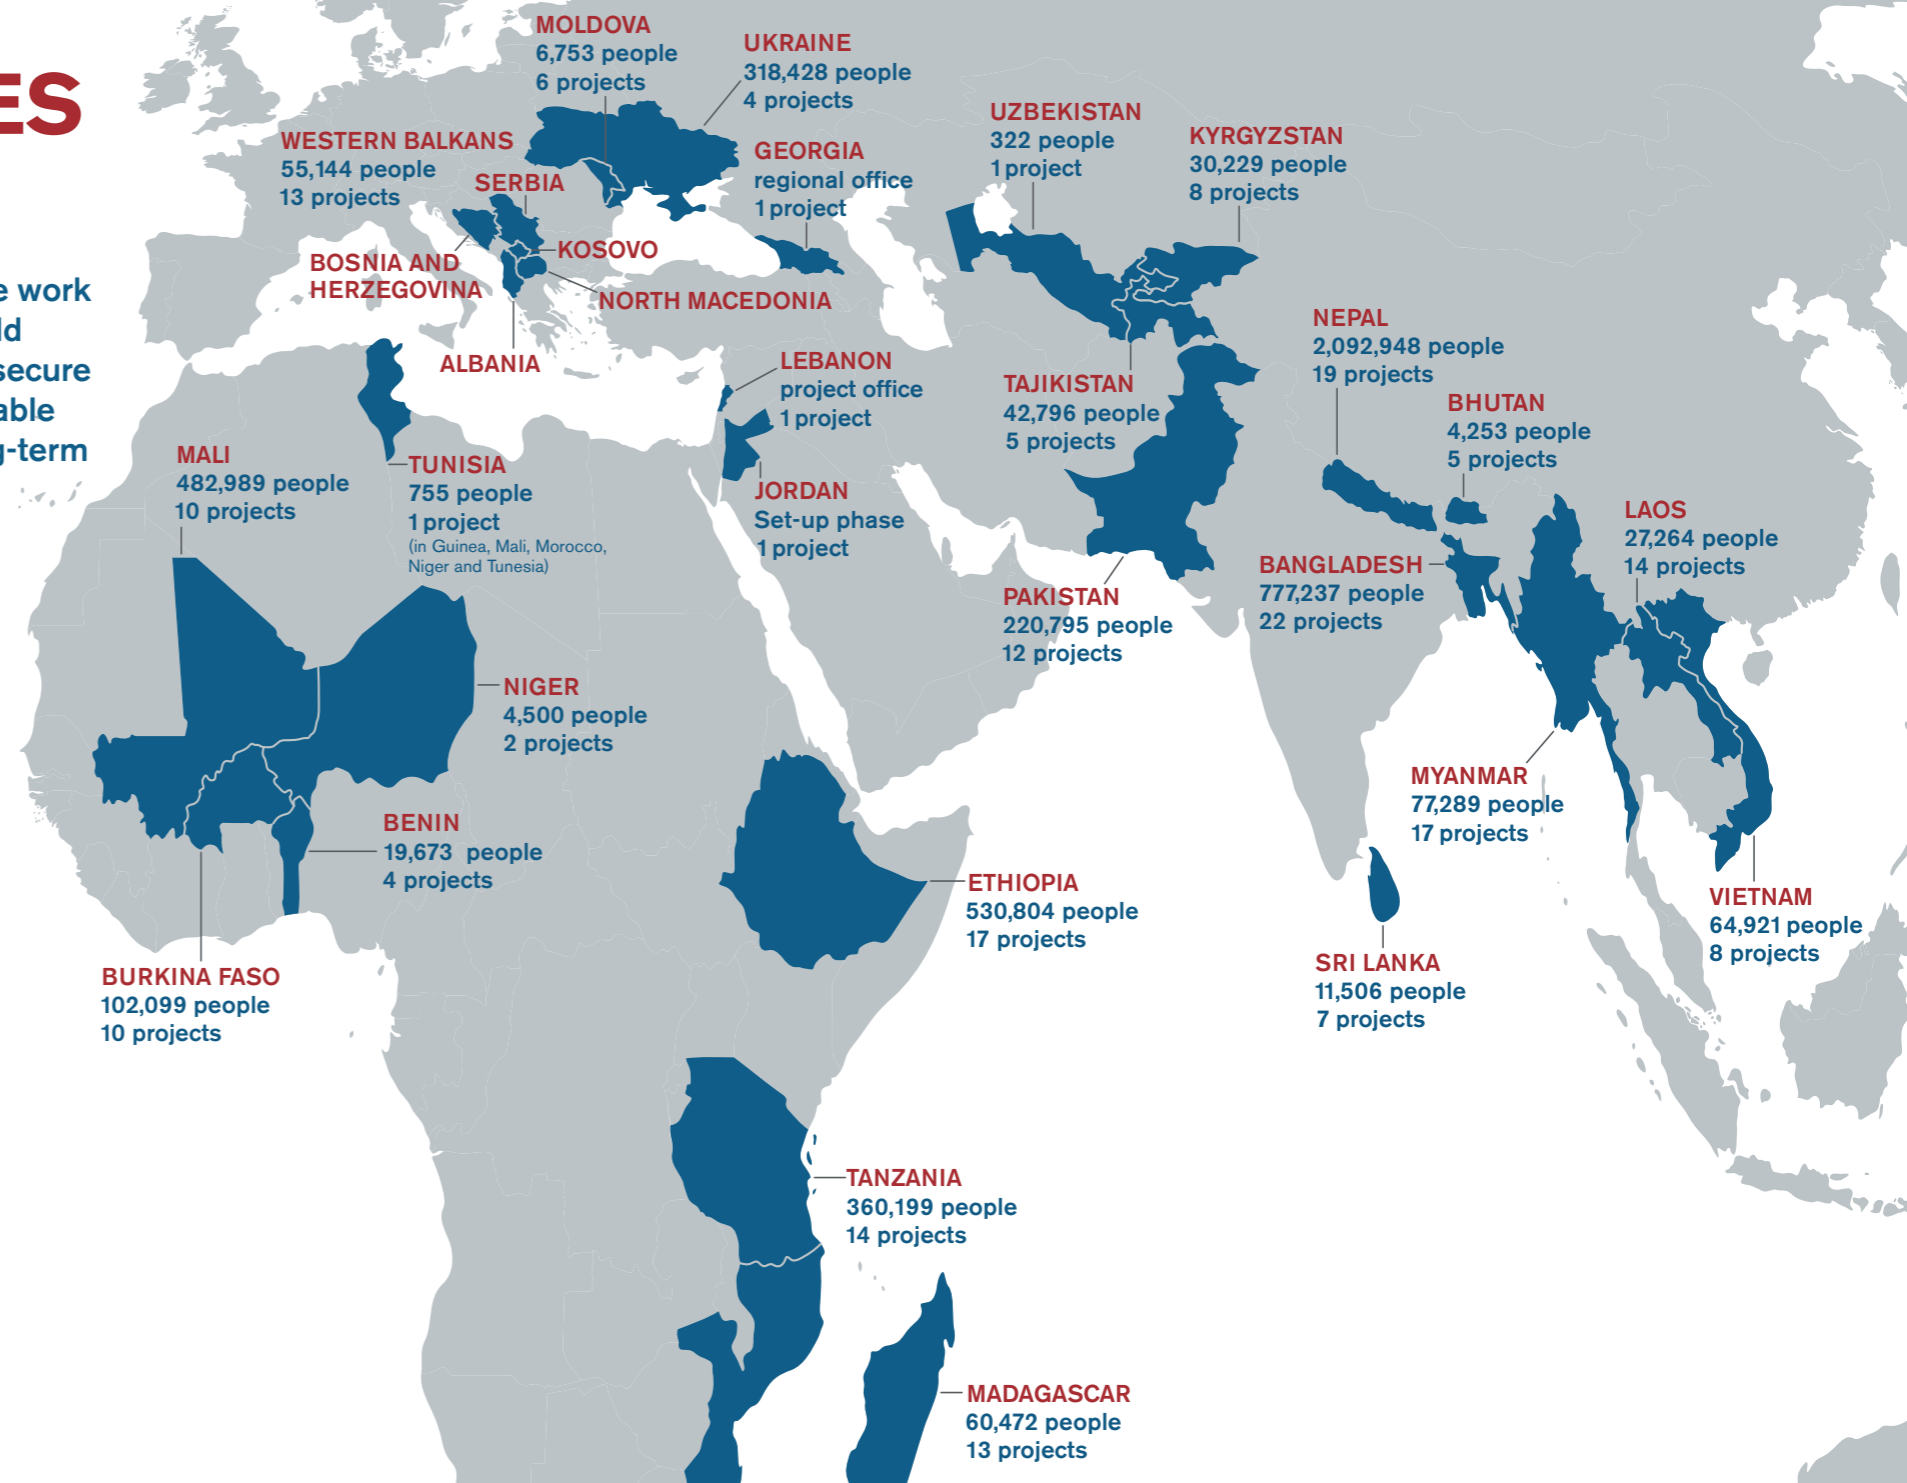 ES
e work
ld
secure
able
g-term
MOLDOVA
6,753 people
6 projects
UKRAINE
318,428 people
4 projects
WESTERN BALKANS
55,144 people
13 projects
SERBIA
BOSNIA AND
HERZEGOVINA
KOSOVO
NORTH MACEDONIA
ALBANIA
GEORGIA
regional office
1 project
UZBEKISTAN
322 people
1 project
KYRGYZSTAN
30,229 people
8 projects
TAJIKISTAN
42,796 people
5 projects
LEBANON
project office
1 project
JORDAN
Set-up phase
1 project
NEPAL
2,092,948 people
19 projects
BHUTAN
4,253 people
5 projects
MALI
482,989 people
10 projects
TUNISIA
755 people
1 project
(in Guinea, Mali, Morocco,
Niger and Tunesia)
PAKISTAN
220,795 people
12 projects
BANGLADESH
777,237 people
22 projects
LAOS
27,264 people
14 projects
NIGER
4,500 people
2 projects
BENIN
19,673 people
4 projects
MYANMAR
77,289 people
17 projects
ETHIOPIA
530,804 people
17 projects
VIETNAM
64,921 people
8 projects
BURKINA FASO
102,099 people
10 projects
SRI LANKA
11,506 people
7 projects
TANZANIA
360,199 people
14 projects
MADAGASCAR
60,472 people
13 projects